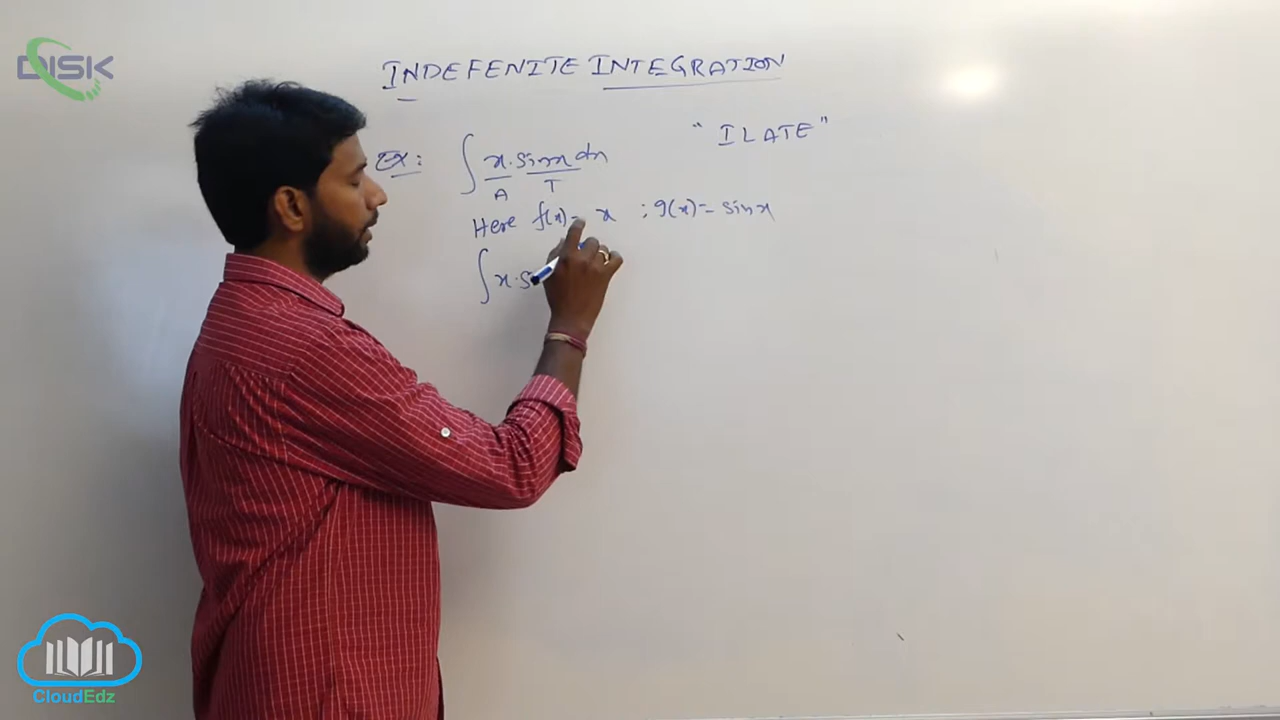 DISK
INDEFENITE INTEGRATION
"ILATE"
Ex: ∫ x·sinx dx
A T
Here f(x)= x ; g(x)= sinx
∫ x·s
CloudEdz